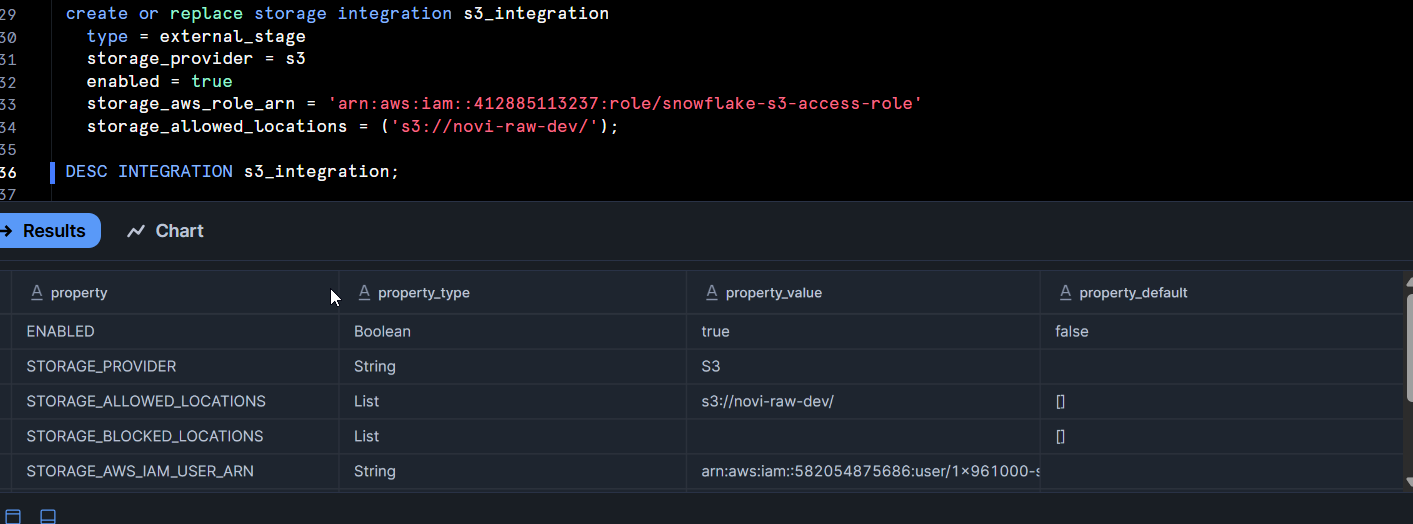 29 create or replace storage integration s3_integration
30 type = external_stage
31 storage_provider = s3
32 enabled = true
33 storage_aws_role_arn = 'arn:aws:iam::412885113237:role/snowflake-s3-access-role'
34 storage_allowed_locations = ('s3://novi-raw-dev/');
35
36 DESC INTEGRATION s3_integration;
37
Results Chart
property property_type property_value property_default
ENABLED Boolean true false
STORAGE_PROVIDER String S3
STORAGE_ALLOWED_LOCATIONS List s3://novi-raw-dev/ []
STORAGE_BLOCKED_LOCATIONS List []
STORAGE_AWS_IAM_USER_ARN String arn:aws:iam::582054875686:user/1×961000-s